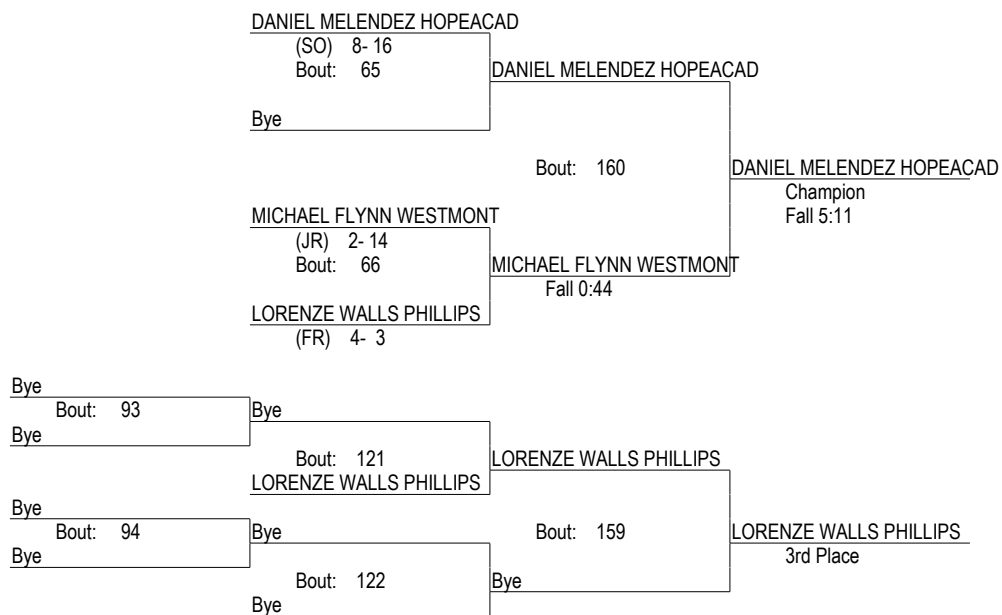 DANIEL MELENDEZ HOPEACAD
(SO) 8- 16
Bout: 65
DANIEL MELENDEZ HOPEACAD
Bye
Bout: 160
DANIEL MELENDEZ HOPEACAD
Champion
Fall 5:11
MICHAEL FLYNN WESTMONT
(JR) 2- 14
Bout: 66
MICHAEL FLYNN WESTMONT
Fall 0:44
LORENZE WALLS PHILLIPS
(FR) 4- 3
Bye
Bout: 93
Bye
Bye
Bout: 121
LORENZE WALLS PHILLIPS
LORENZE WALLS PHILLIPS
Bye
Bout: 94
Bye
Bye
Bout: 159
LORENZE WALLS PHILLIPS
3rd Place
Bout: 122
Bye
Bye